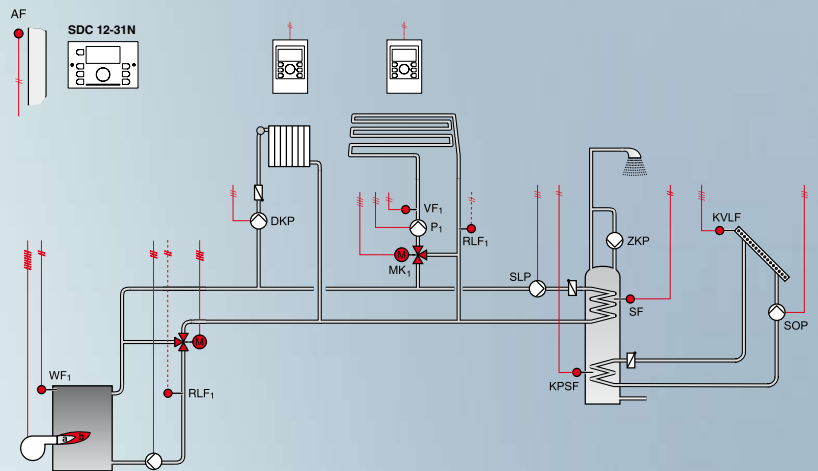 AF
SDC 12-31N
DKP
VF1
P1
RLF1
M
MK1
ZKP
KVLF
SLP
SF
SOP
M
WF1
RLF1
KPSF
a
b